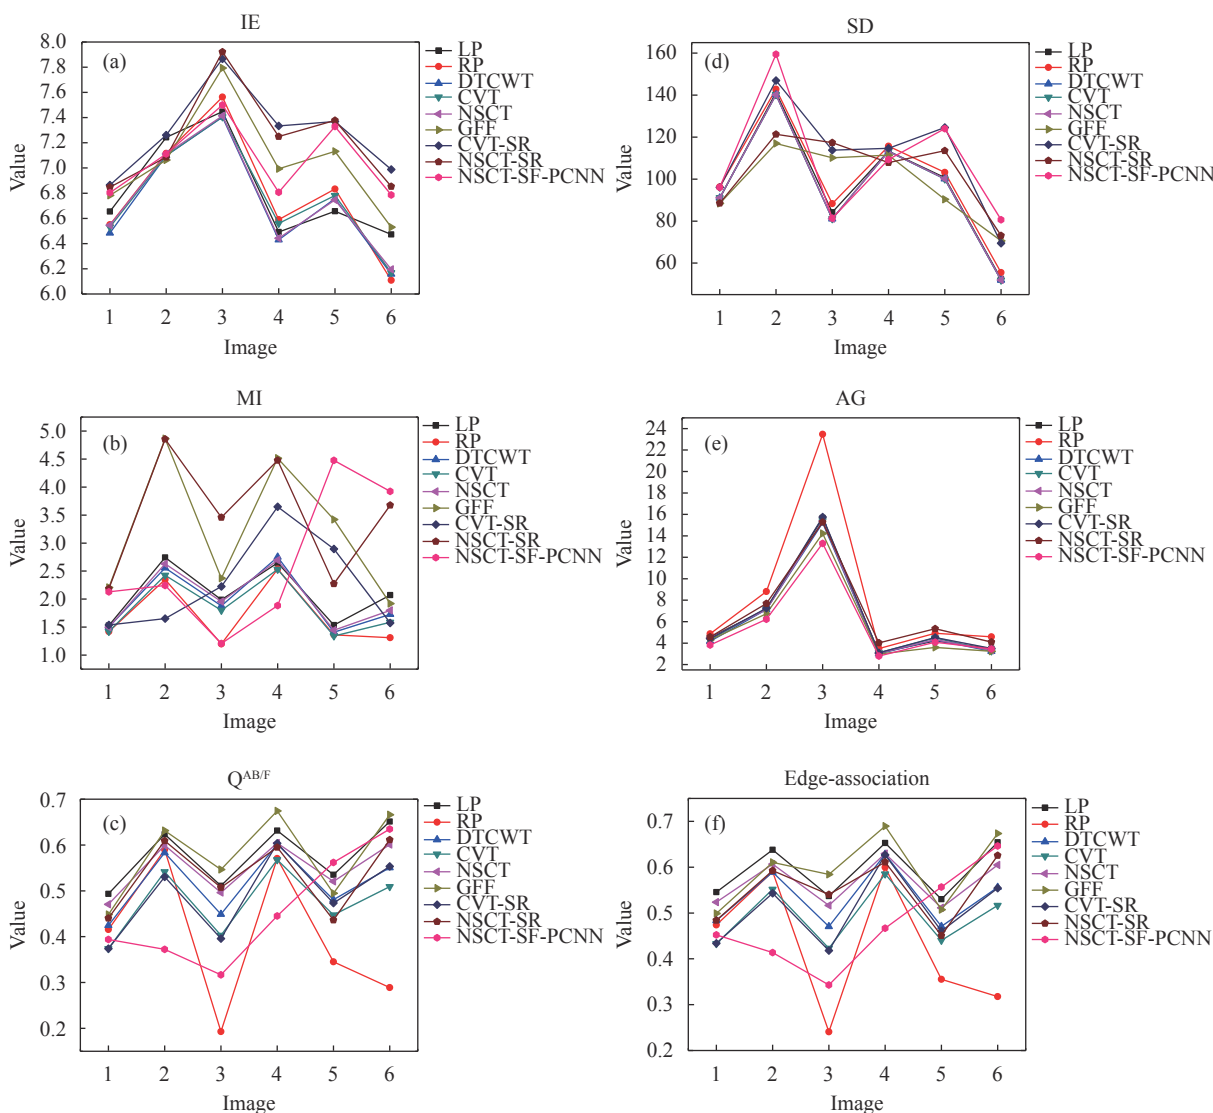 IE
(a)
Value
8.0
7.8
7.6
7.4
7.2
7.0
6.8
6.6
6.4
6.2
6.0
1 2 3 4 5 6
Image
LP
RP
DTCWT
CVT
NSCT
GFF
CVT-SR
NSCT-SR
NSCT-SF-PCNN
SD
(d)
Value
160
140
120
100
80
60
1 2 3 4 5 6
Image
LP
RP
DTCWT
CVT
NSCT
GFF
CVT-SR
NSCT-SR
NSCT-SF-PCNN
MI
(b)
Value
5.0
4.5
4.0
3.5
3.0
2.5
2.0
1.5
1.0
1 2 3 4 5 6
Image
LP
RP
DTCWT
CVT
NSCT
GFF
CVT-SR
NSCT-SR
NSCT-SF-PCNN
AG
(e)
Value
24
22
20
18
16
14
12
10
8
6
4
2
1 2 3 4 5 6
Image
LP
RP
DTCWT
CVT
NSCT
GFF
CVT-SR
NSCT-SR
NSCT-SF-PCNN
Q^AB/F
(c)
Value
0.7
0.6
0.5
0.4
0.3
0.2
1 2 3 4 5 6
Image
LP
RP
DTCWT
CVT
NSCT
GFF
CVT-SR
NSCT-SR
NSCT-SF-PCNN
Edge-association
(f)
Value
0.7
0.6
0.5
0.4
0.3
0.2
1 2 3 4 5 6
Image
LP
RP
DTCWT
CVT
NSCT
GFF
CVT-SR
NSCT-SR
NSCT-SF-PCNN